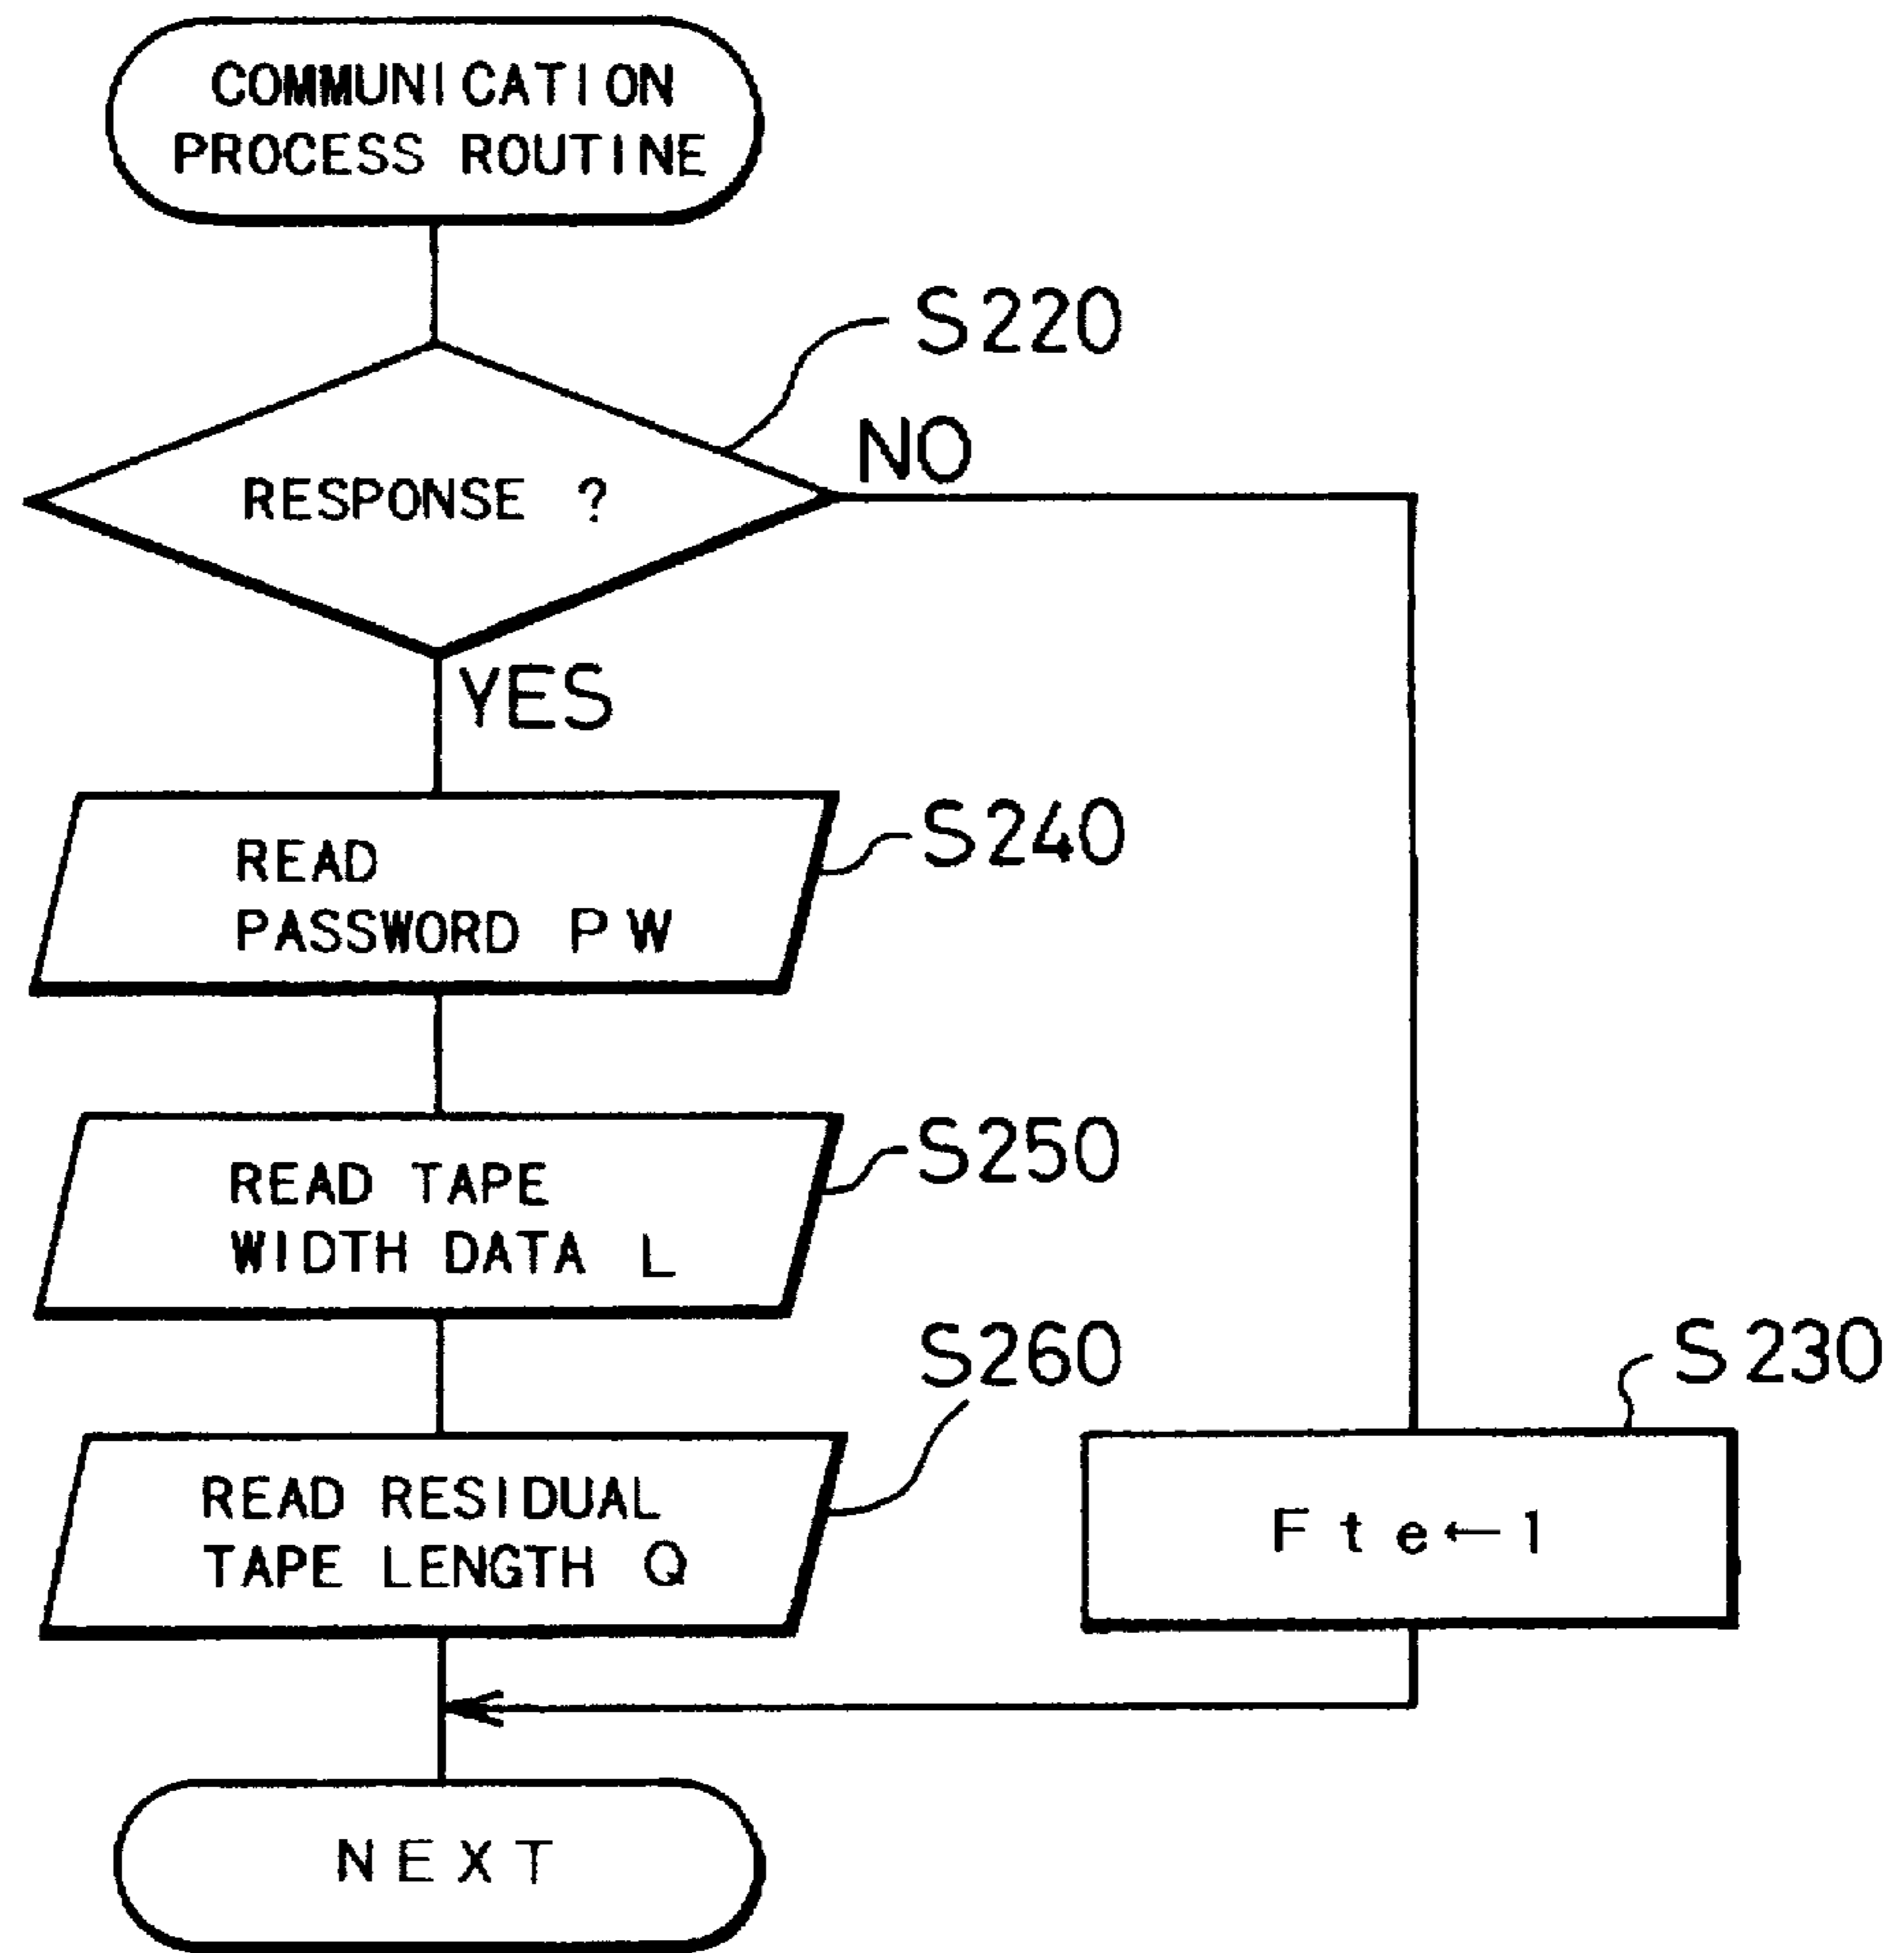 COMMUNICATION
PROCESS ROUTINE
S220
NO
RESPONSE ?
YES
S240
READ
PASSWORD PW
S250
READ TAPE
WIDTH DATA L
S260
S230
READ RESIDUAL
TAPE LENGTH Q
Fte←1
NEXT